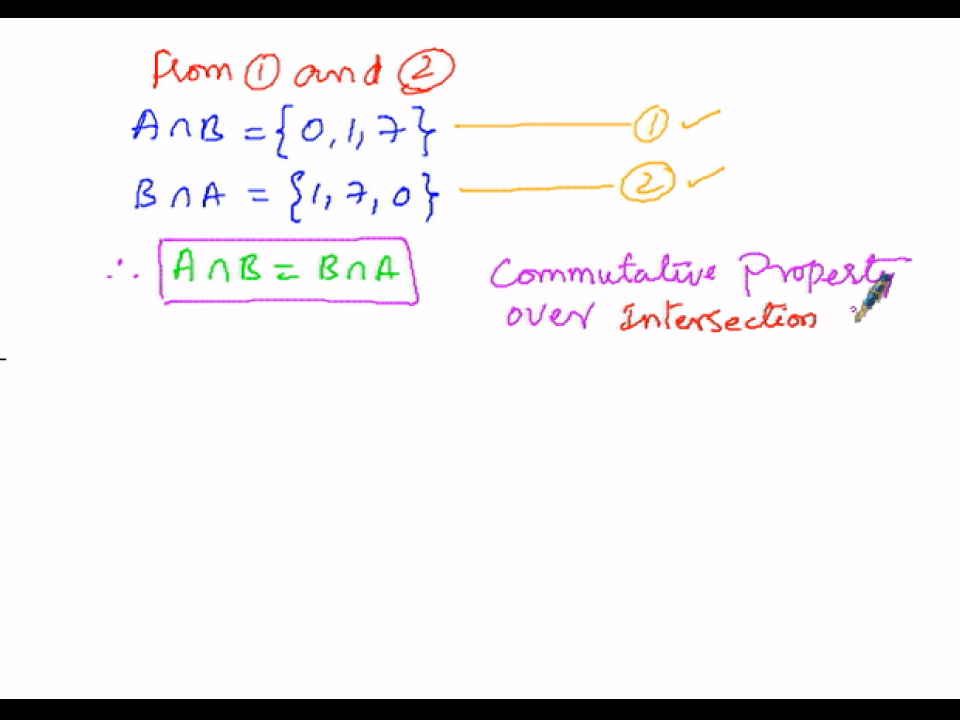 from ① and ②
A∩B = {0, 1, 7} ① ✓
B∩A = {1, 7, 0} ② ✓
∴ A∩B = B∩A
Commutative Property
over Intersection